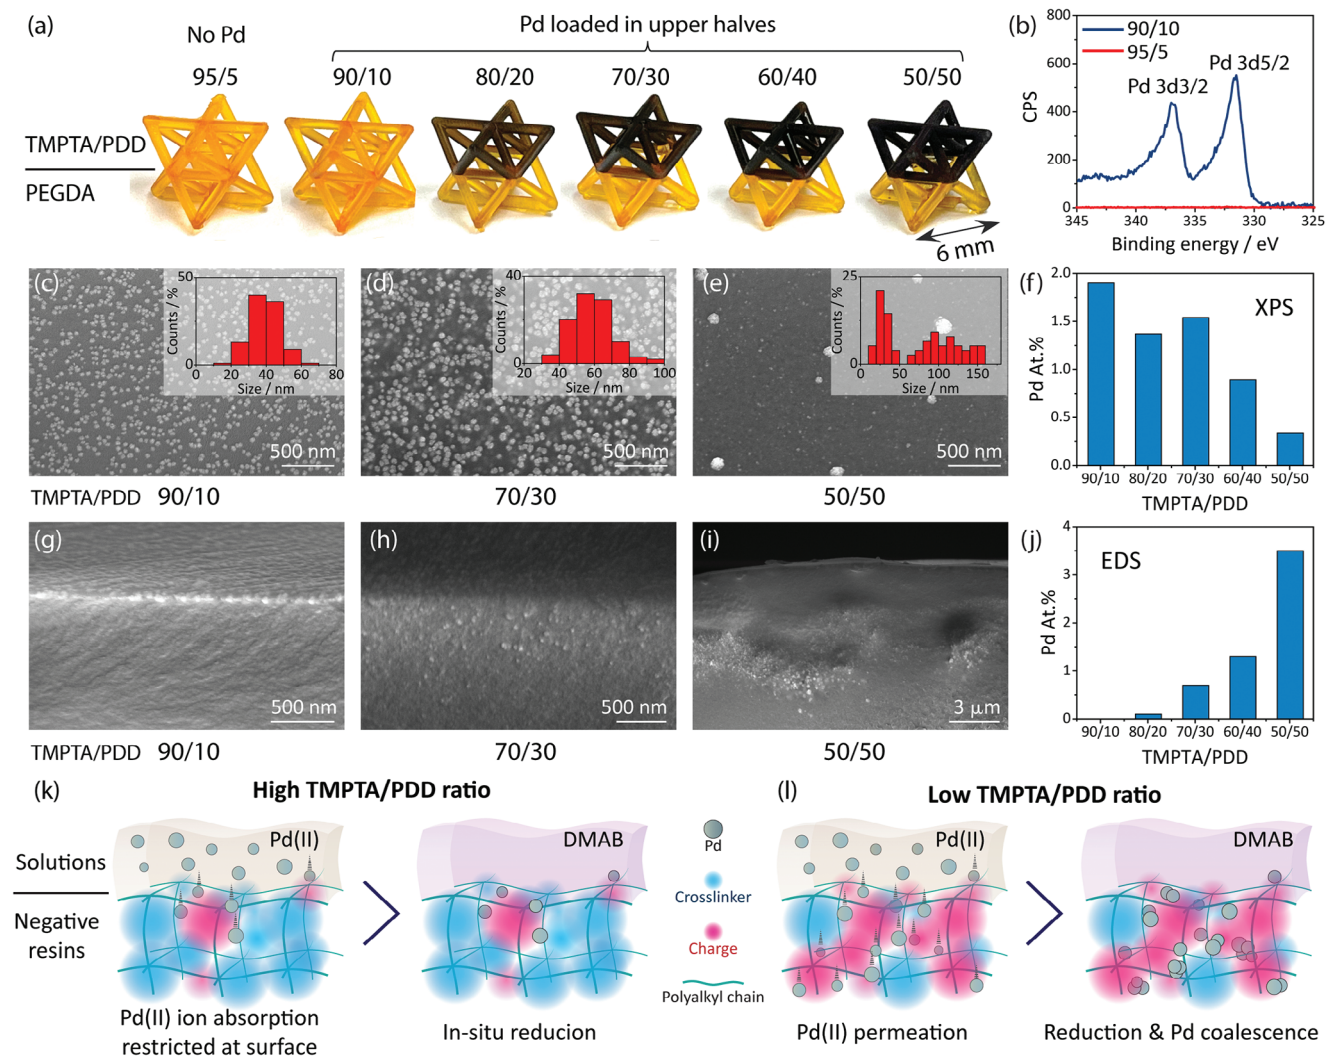 (a)
No Pd
Pd loaded in upper halves
95/5
90/10
80/20
70/30
60/40
50/50
TMPTA/PDD
PEGDA
6 mm
(b)
800
600
400
200
0
CPS
90/10
95/5
Pd 3d5/2
Pd 3d3/2
345
340
335
330
325
Binding energy / eV
(c)
50
0
Counts / %
0
20
40
60
80
Size / nm
500 nm
(d)
40
0
Counts / %
20
40
60
80
100
Size / nm
500 nm
(e)
25
0
Counts / %
0
50
100
150
Size / nm
500 nm
TMPTA/PDD 90/10
70/30
50/50
(f)
2.0
1.5
1.0
0.5
0.0
Pd At.%
XPS
90/10
80/20
70/30
60/40
50/50
TMPTA/PDD
(g)
500 nm
(h)
500 nm
(i)
3 μm
TMPTA/PDD 90/10
70/30
50/50
(j)
4
3
2
1
0
Pd At.%
EDS
90/10
80/20
70/30
60/40
50/50
TMPTA/PDD
(k)
High TMPTA/PDD ratio
Pd(II)
DMAB
Solutions
Negative
resins
Pd(II) ion absorption
restricted at surface
In-situ reducion
Pd
Crosslinker
Charge
Polyalkyl chain
(l)
Low TMPTA/PDD ratio
Pd(II)
DMAB
Pd(II) permeation
Reduction & Pd coalescence